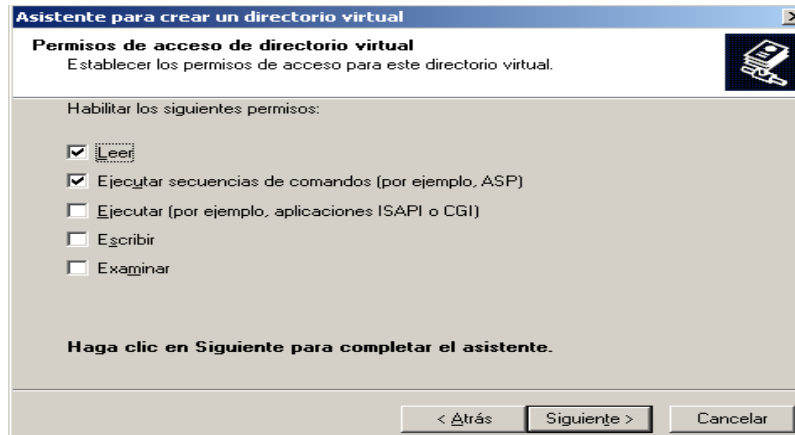 Asistente para crear un directorio virtual
Permisos de acceso de directorio virtual
Establecer los permisos de acceso para este directorio virtual.
Habilitar los siguientes permisos:
Leer
Ejecutar secuencias de comandos (por ejemplo, ASP)
Ejecutar (por ejemplo, aplicaciones ISAPI o CGI)
Escribir
Examinar
Haga clic en Siguiente para completar el asistente.
< Atrás Siguiente > Cancelar